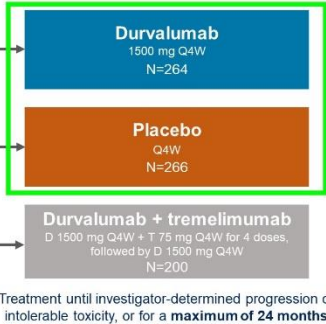 Durvalumab
1500 mg Q4W
N=264
Placebo
Q4W
N=266
Durvalumab + tremelimumab
D 1500 mg Q4W + T 75 mg Q4W for 4 doses,
followed by D 1500 mg Q4W
N=200
Treatment until investigator-determined progression
intolerable toxicity, or for a maximum of 24 months